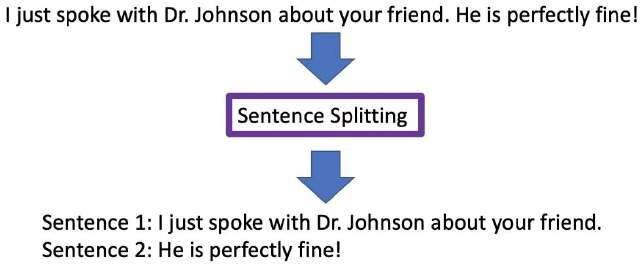 I just spoke with Dr. Johnson about your friend. He is perfectly fine!
Sentence Splitting
Sentence 1: I just spoke with Dr. Johnson about your friend.
Sentence 2: He is perfectly fine!